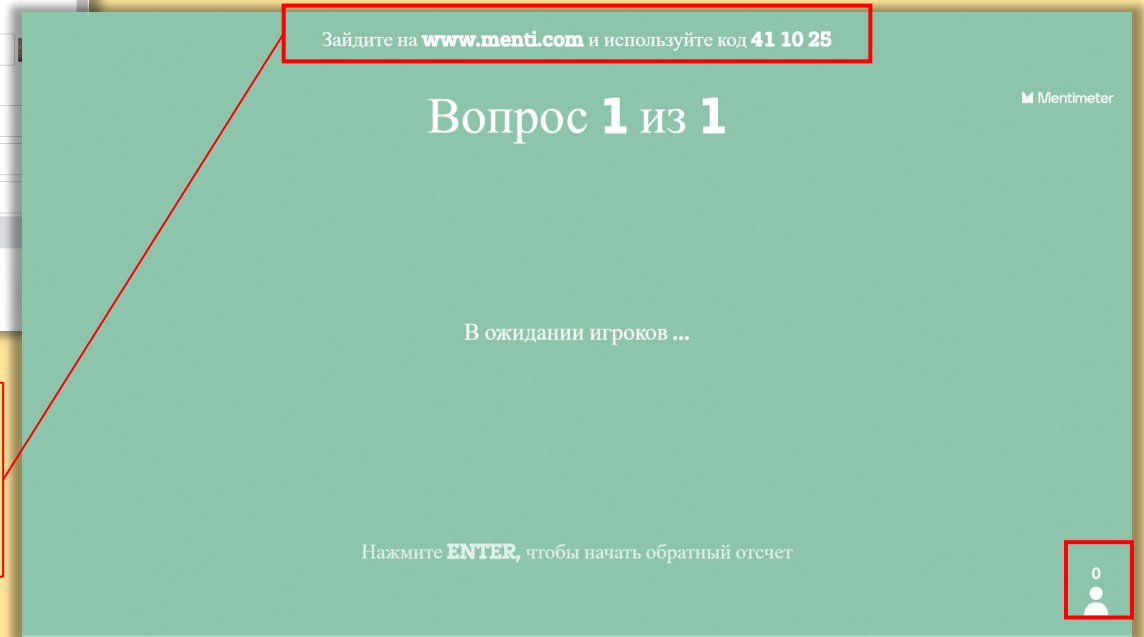 Зайдите на www.menti.com и используйте код 41 10 25
Mentimeter
Вопрос 1 из 1
В ожидании игроков ...
Нажмите ENTER, чтобы начать обратный отсчет
0